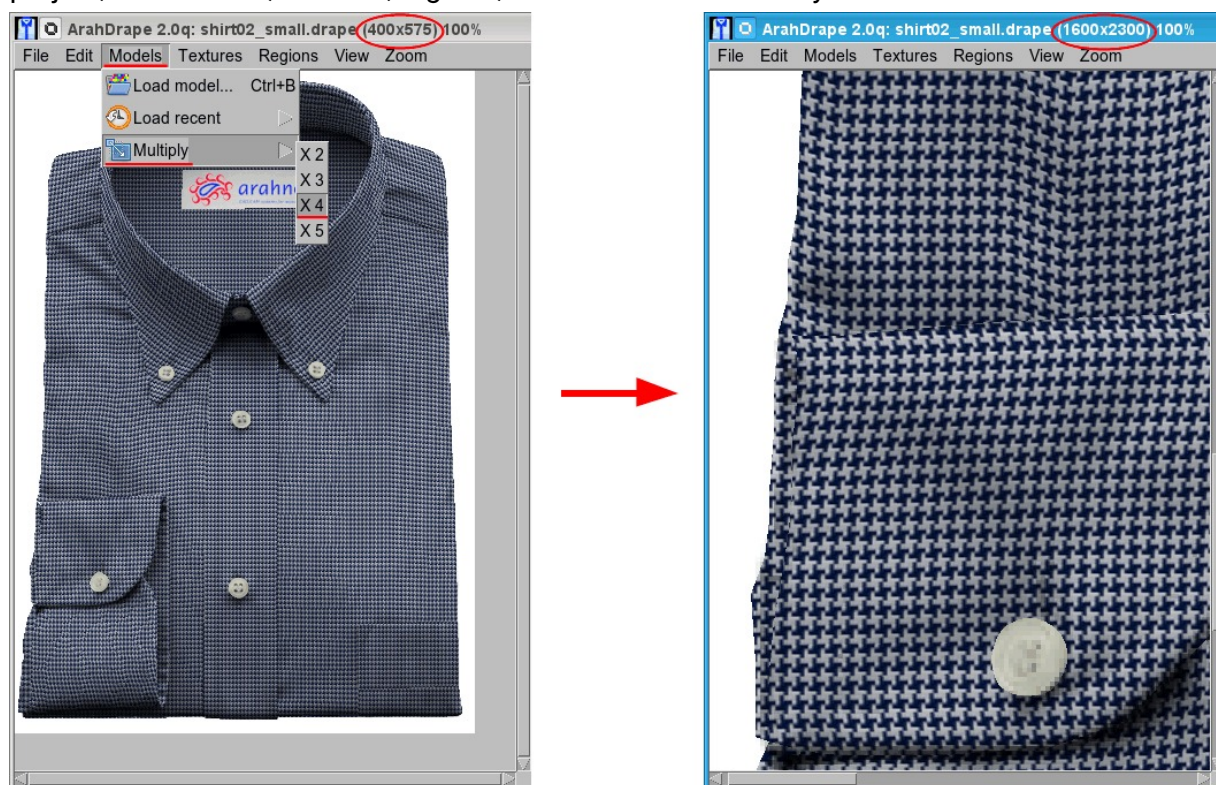 ArahDrape 2.0q: shirt02_small.drape (400x575) 100%
File Edit Models Textures Regions View Zoom
Load model... Ctrl+B
Load recent
Multiply
X 2
X 3
X 4
X 5
ArahDrape 2.0q: shirt02_small.drape (1600x2300) 100%
File Edit Models Textures Regions View Zoom